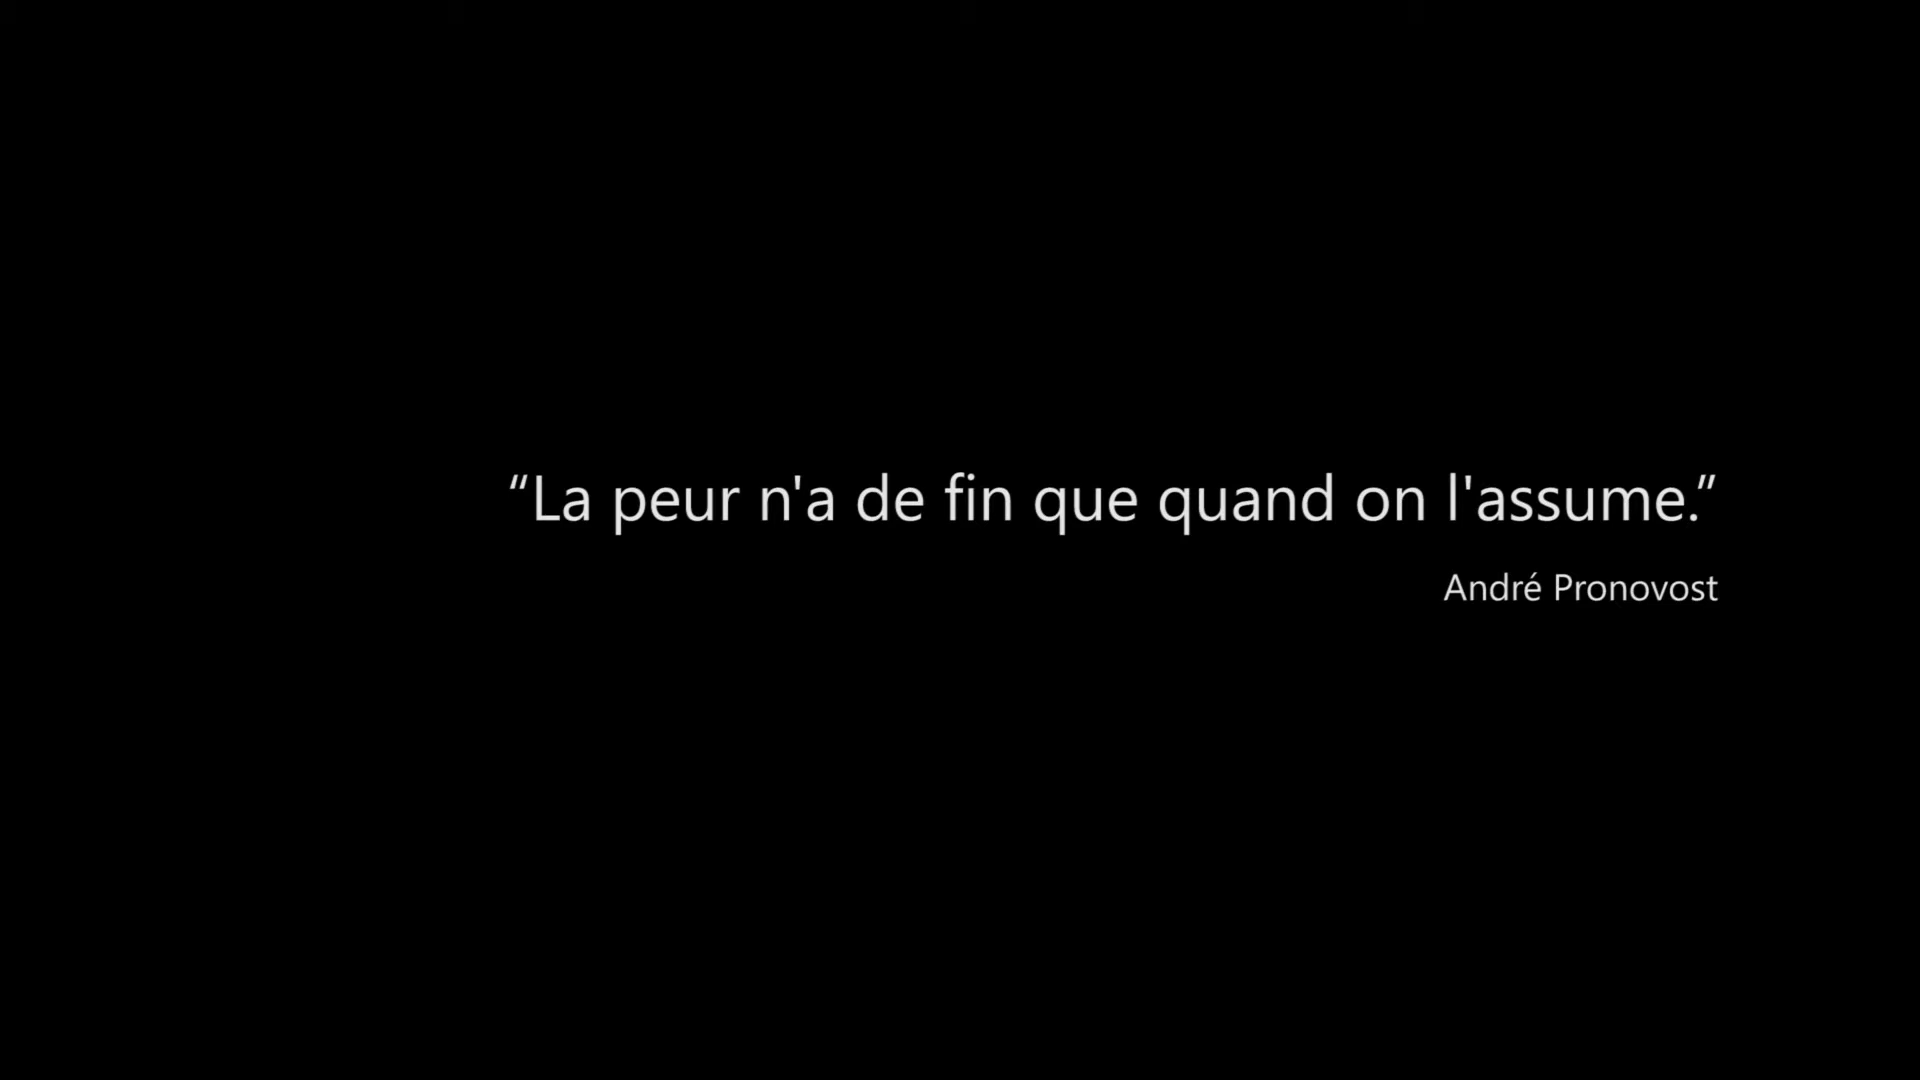 “La peur n'a de fin que quand on l'assume.”
André Pronovost